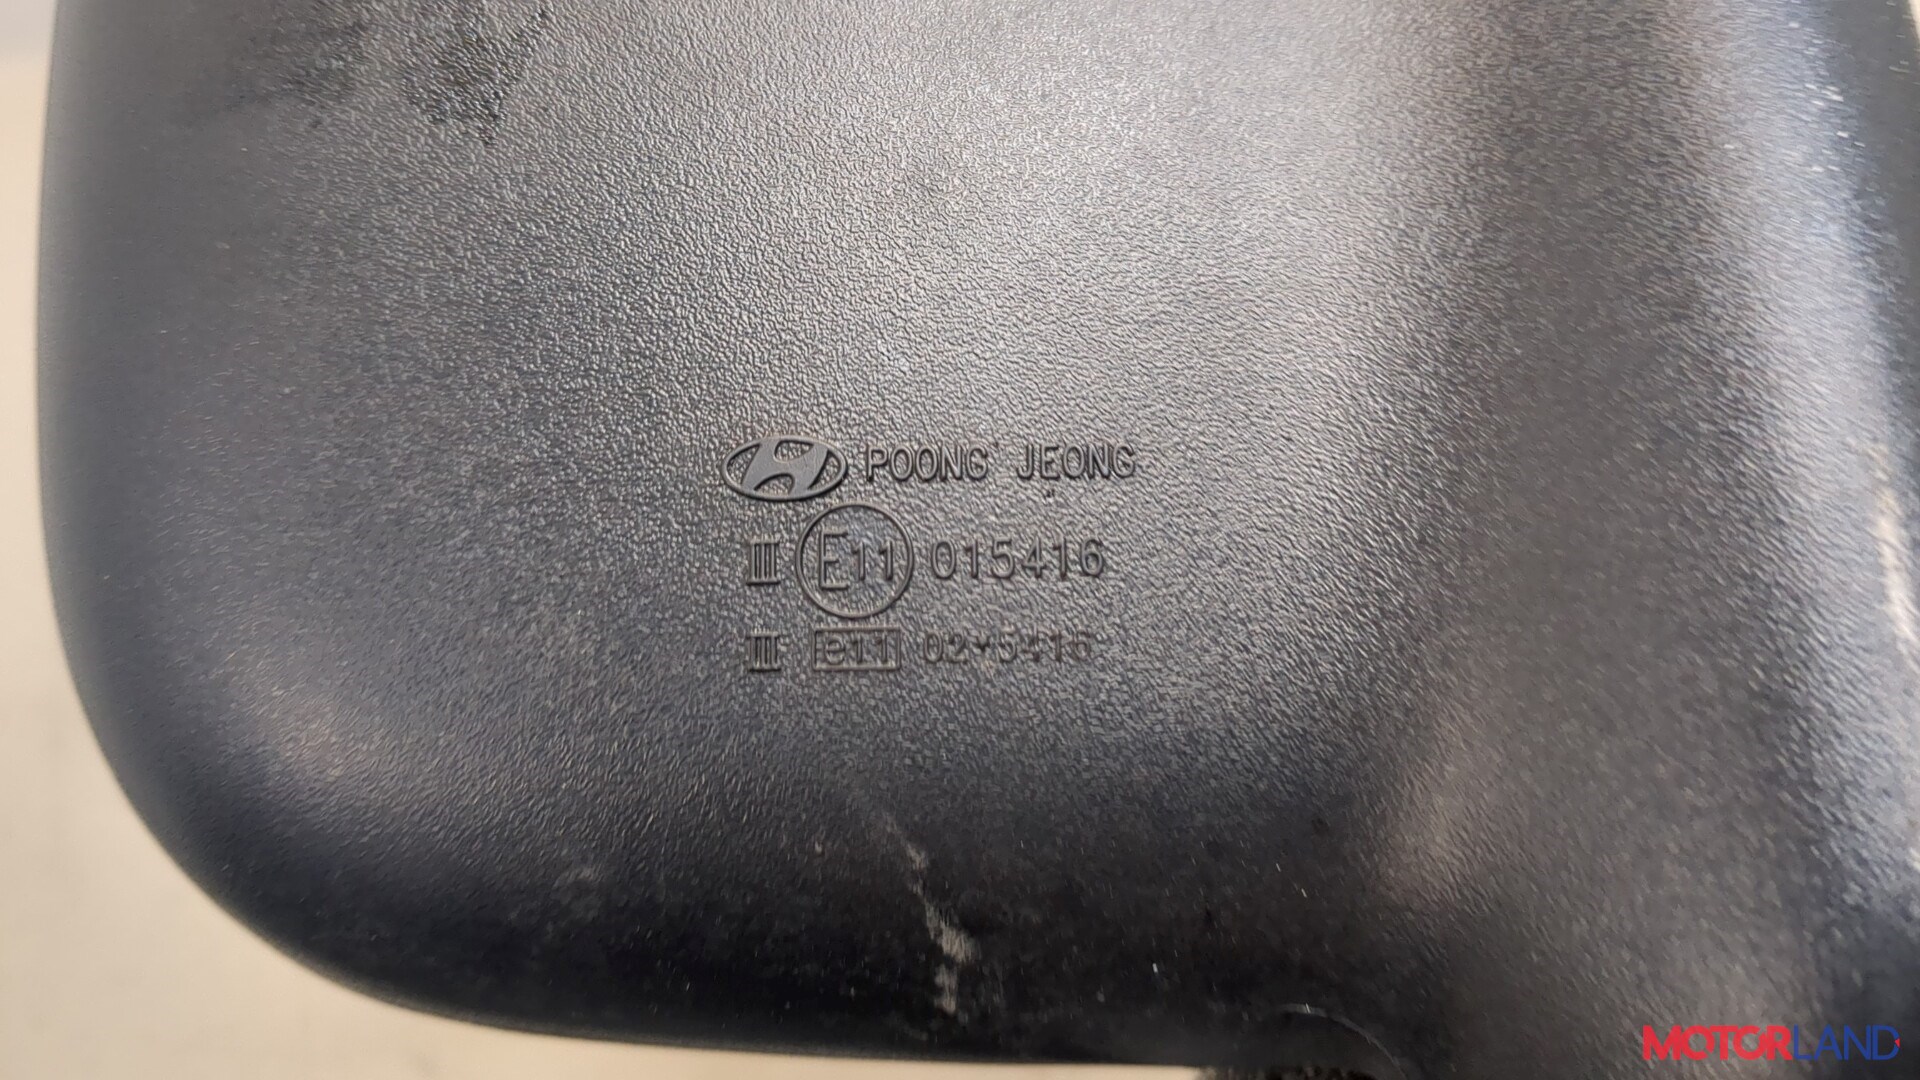 POONG JEONG
III E11 015416
III e11 02*5416
MOTORLAND